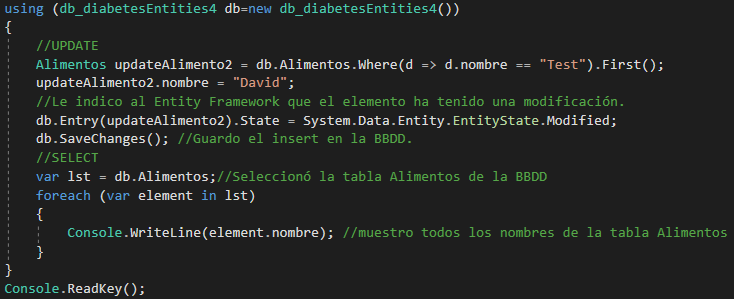 using (db_diabetesEntities4 db=new db_diabetesEntities4())
{
    //UPDATE
    Alimentos updateAlimento2 = db.Alimentos.Where(d => d.nombre == "Test").First();
    updateAlimento2.nombre = "David";
    //Le indico al Entity Framework que el elemento ha tenido una modificación.
    db.Entry(updateAlimento2).State = System.Data.Entity.EntityState.Modified;
    db.SaveChanges(); //Guardo el insert en la BBDD.
    //SELECT
    var lst = db.Alimentos;//Seleccionó la tabla Alimentos de la BBDD
    foreach (var element in lst)
    {
        Console.WriteLine(element.nombre); //muestro todos los nombres de la tabla Alimentos
    }
}
Console.ReadKey();